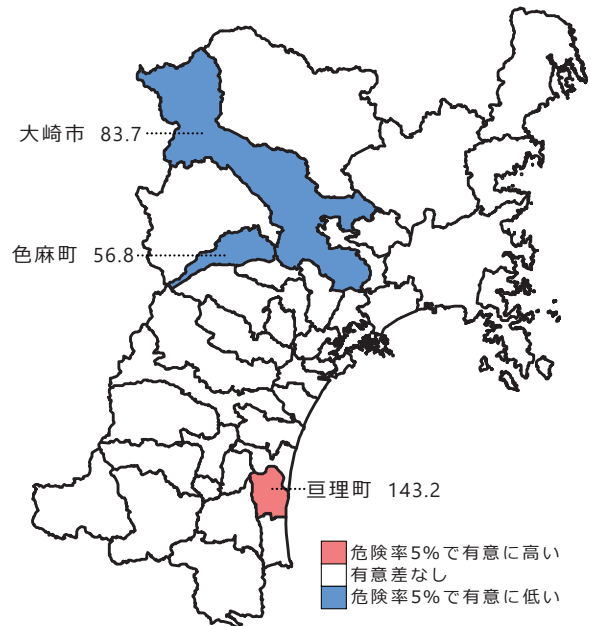 大崎市 83.7
色麻町 56.8
亘理町 143.2
危険率5%で有意に高い
有意差なし
危険率5%で有意に低い